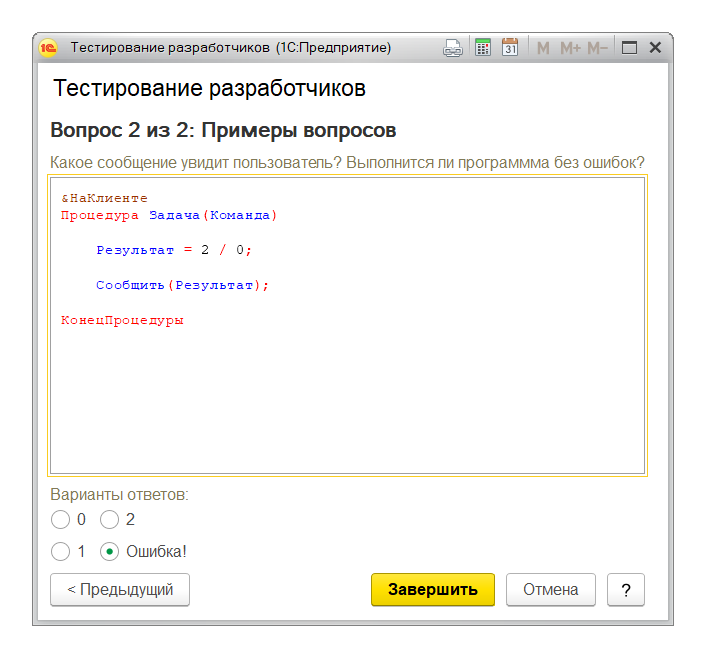 1С Тестирование разработчиков (1С:Предприятие) 31 M M+ M-
Тестирование разработчиков
Вопрос 2 из 2: Примеры вопросов
Какое сообщение увидит пользователь? Выполнится ли программма без ошибок?
&НаКлиенте
Процедура Задача(Команда)
Результат = 2 / 0;
Сообщить(Результат);
КонецПроцедуры
Варианты ответов:
0 2
1 Ошибка!
< Предыдущий Завершить Отмена ?